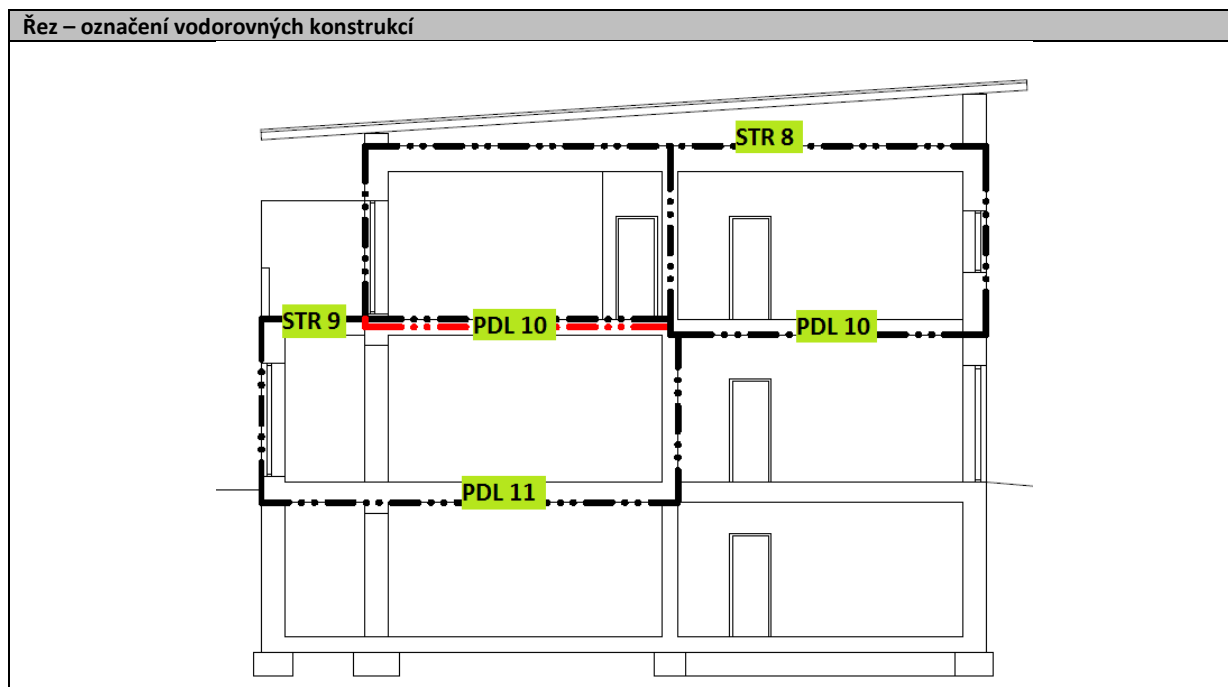 Řez – označení vodorovných konstrukcí
STR 8
STR 9
PDL 10
PDL 10
PDL 11